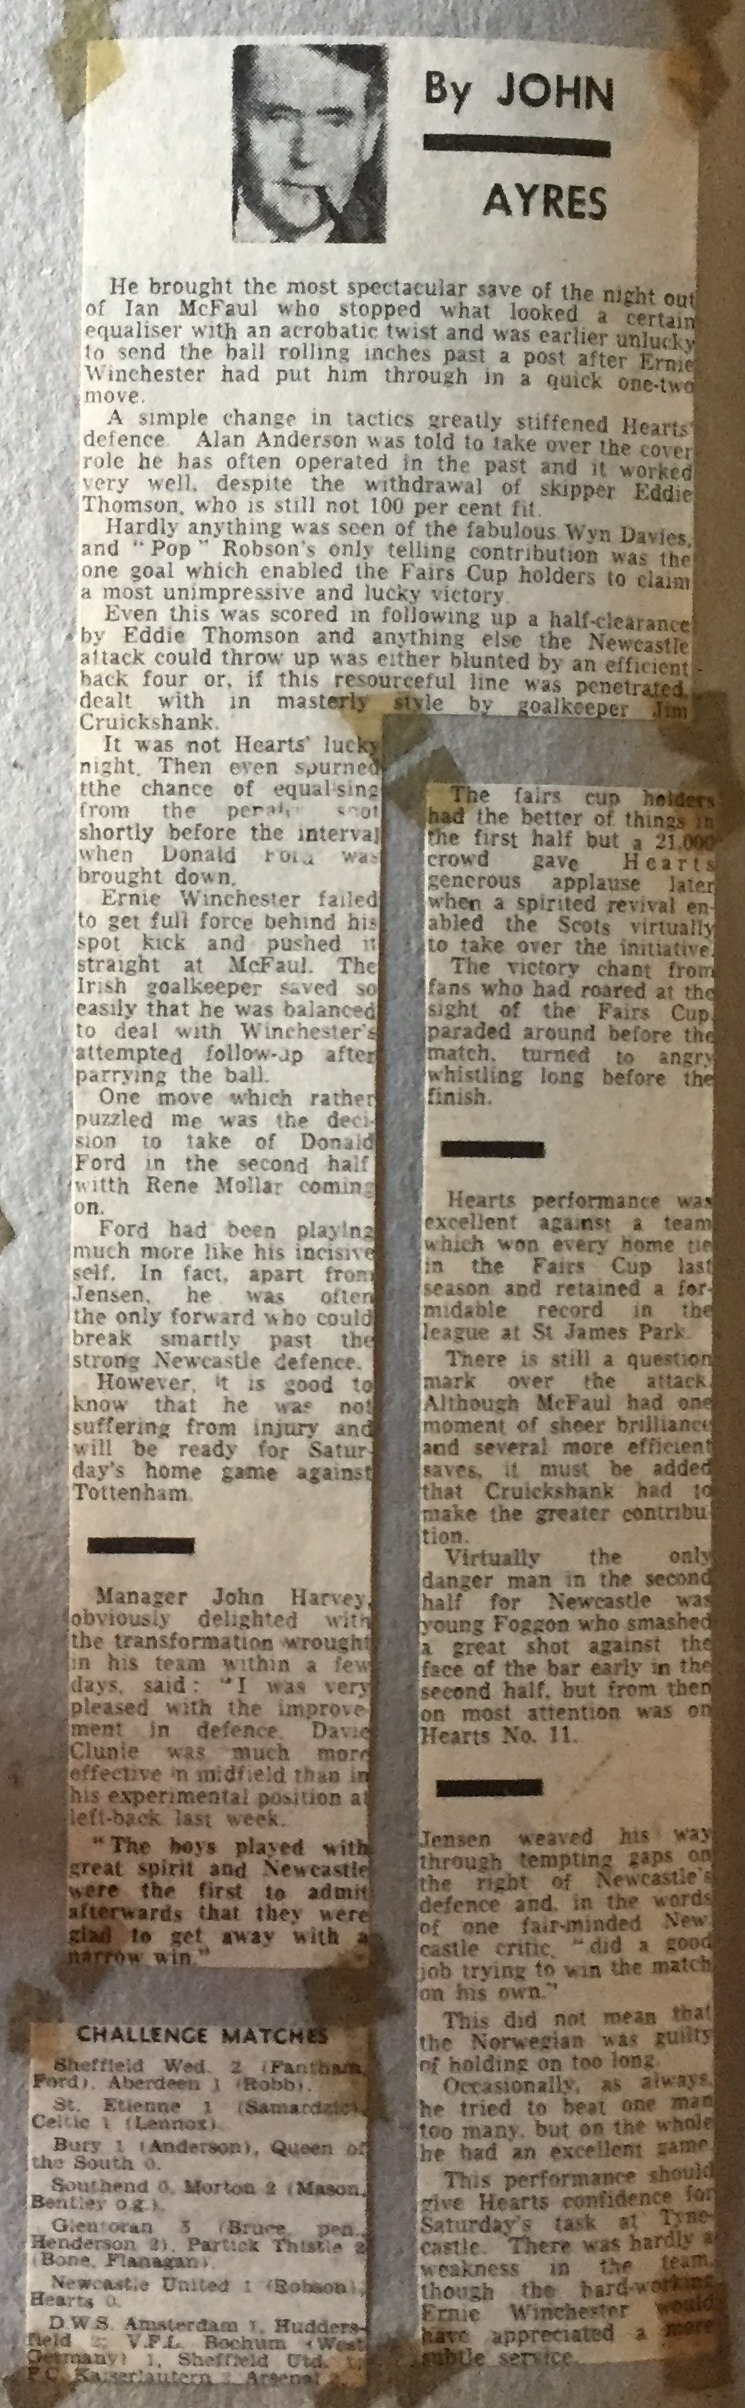 By JOHN
AYRES
He brought the most spectacular save of the night out
of Ian McFaul who stopped what looked a certain
equaliser with an acrobatic twist and was earlier unlucky
to send the ball rolling inches past a post after Ernie
Winchester had put him through in a quick one-two
move.
A simple change in tactics greatly stiffened Hearts'
defence. Alan Anderson was told to take over the cover
role he has often operated in the past and it worked
very well, despite the withdrawal of skipper Eddie
Thomson, who is still not 100 per cent fit.
Hardly anything was seen of the fabulous Wyn Davies,
and "Pop" Robson's only telling contribution was the
one goal which enabled the Fairs Cup holders to claim
a most unimpressive and lucky victory.
Even this was scored in following up a half-clearance
by Eddie Thomson and anything else the Newcastle
attack could throw up was either blunted by an efficient
back four or, if this resourceful line was penetrated,
dealt with in masterly style by goalkeeper Jim
Cruickshank.
It was not Hearts' lucky
night. Then even spurned
tthe chance of equalsing
from the
shortly before the interval
when Donald Ford was
brought down.
Ernie Winchester failed
to get full force behind his
spot kick and pushed it
straight at McFaul. The
Irish goalkeeper saved so
easily that he was balanced
to deal with Winchester's
attempted follow-up after
parrying the ball.
One move which rather
puzzled me was the deci-
sion to take of Donald
Ford in the second half
witth Rene Mollar coming
on.
Ford had been playing
much more like his incisive
self. In fact, apart from
Jensen, he was often
the only forward who could
break smartly past the
strong Newcastle defence.
However, it is good to
know that he was not
suffering from injury and
will be ready for Satur-
day's home game against
Tottenham.
Manager John Harvey,
obviously delighted with
the transformation wrought
in his team within a few
days, said: "I was very
pleased with the improve-
ment in defence. Davie
Clunie was much more
effective in midfield than in
his experimental position at
left-back last week.
"The boys played with
great spirit and Newcastle
were the first to admit
afterwards that they were
glad to get away with a
narrow win."
CHALLENGE MATCHES
Sheffield Wed. 2 (Fantham,
Ford), Aberdeen 1 (Robb).
St. Etienne 1 (Samardzic),
Celtic 1 (Lennox).
Bury 1 (Anderson), Queen of
the South 0.
Southend 0, Morton 2 (Mason,
Bentley o.g.).
Glentoran 3 (Bruce, pen.,
Henderson 2), Partick Thistle 2
(Bone, Flanagan).
Newcastle United 1 (Robson),
Hearts 0.
D.W.S. Amsterdam 1, Hudders-
field 2; V.F.L. Bochum (West
Germany) 1, Sheffield Utd.
F.C. Kaiserlautern Arsenal
The fairs cup holders
had the better of things in
the first half but a 21,000
crowd gave Hearts
generous applause later
when a spirited revival en-
abled the Scots virtually
to take over the initiative.
The victory chant from
fans who had roared at the
sight of the Fairs Cup,
paraded around before the
match, turned to angry
whistling long before the
finish.
Hearts performance was
excellent against a team
which won every home tie
in the Fairs Cup last
season and retained a for-
midable record in the
league at St James Park.
There is still a question
mark over the attack.
Although McFaul had one
moment of sheer brilliance
and several more efficient
saves, it must be added
that Cruickshank had to
make the greater contribu-
tion.
Virtually the only
danger man in the second
half for Newcastle was
young Foggon who smashed
a great shot against the
face of the bar early in the
second half, but from then
on most attention was on
Hearts No. 11.
Jensen weaved his way
through tempting gaps on
the right of Newcastle's
defence and, in the words
of one fair-minded New-
castle critic, "did a good
job trying to win the match
on his own."
This did not mean that
the Norwegian was guilty
of holding on too long.
Occasionally, as always,
he tried to beat one man
too many, but on the whole
he had an excellent game.
This performance should
give Hearts confidence for
Saturday's task at Tyne-
castle. There was hardly a
weakness in the team,
though the hard-working
Ernie Winchester would
have appreciated a more
subtle service.